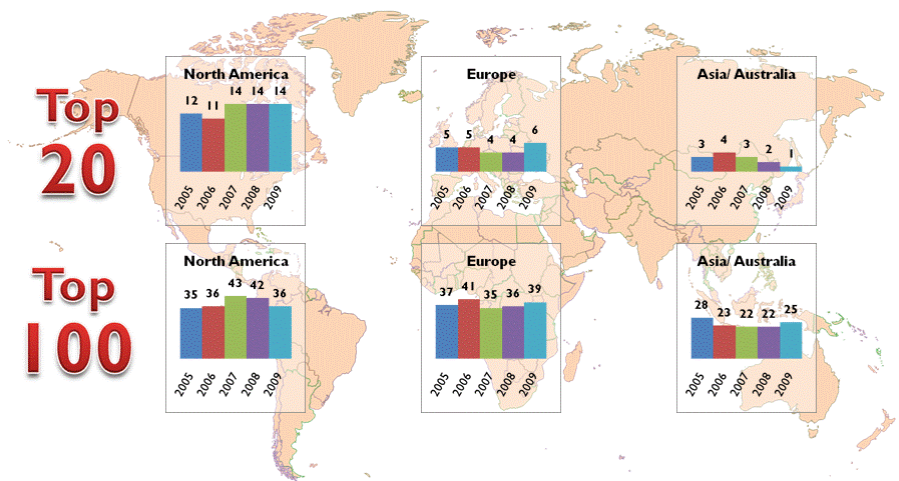 Top
20
North America
12 11 14 14 14
2005 2006 2007 2008 2009
Europe
5 5 4 4 6
2005 2006 2007 2008 2009
Asia/ Australia
3 4 3 2 1
2005 2006 2007 2008 2009
Top
100
North America
35 36 43 42 36
2005 2006 2007 2008 2009
Europe
37 41 35 36 39
2005 2006 2007 2008 2009
Asia/ Australia
28 23 22 22 25
2005 2006 2007 2008 2009